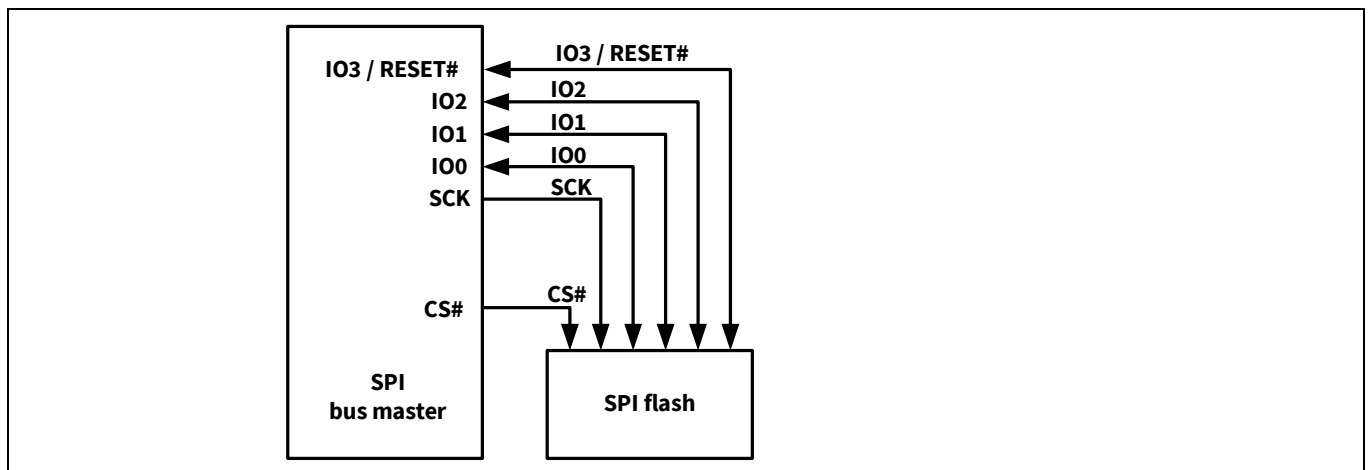 IO3 / RESET# IO3 / RESET#
IO2 IO2
IO1 IO1
IO0 IO0
SCK SCK
CS# CS#
SPI
bus master
SPI flash